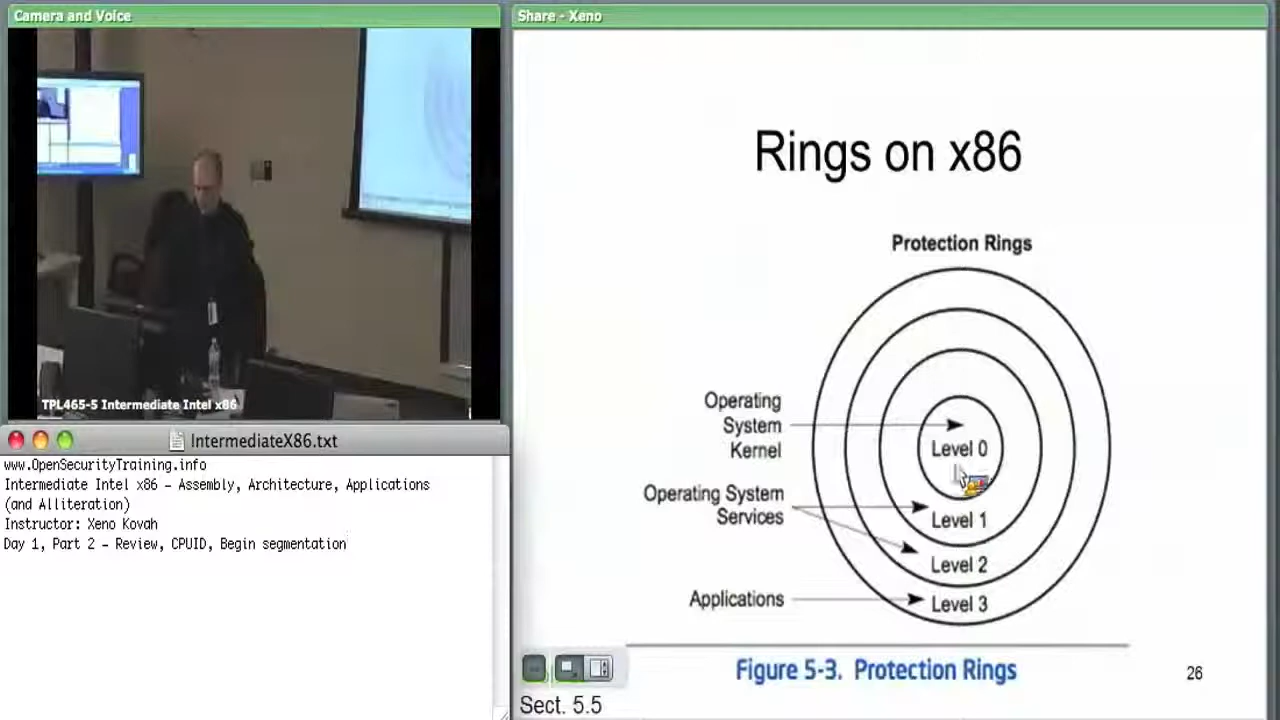 Camera and Voice
TPL465-5 Intermediate Intel x86
IntermediateX86.txt
www.OpenSecurityTraining.info
Intermediate Intel x86 – Assembly, Architecture, Applications
(and Alliteration)
Instructor: Xeno Kovah
Day 1, Part 2 – Review, CPUID, Begin segmentation
Share - Xeno
Rings on x86
Protection Rings
Operating
System
Kernel
Level 0
Operating System
Services
Level 1
Level 2
Applications
Level 3
Figure 5-3. Protection Rings
26
Sect. 5.5